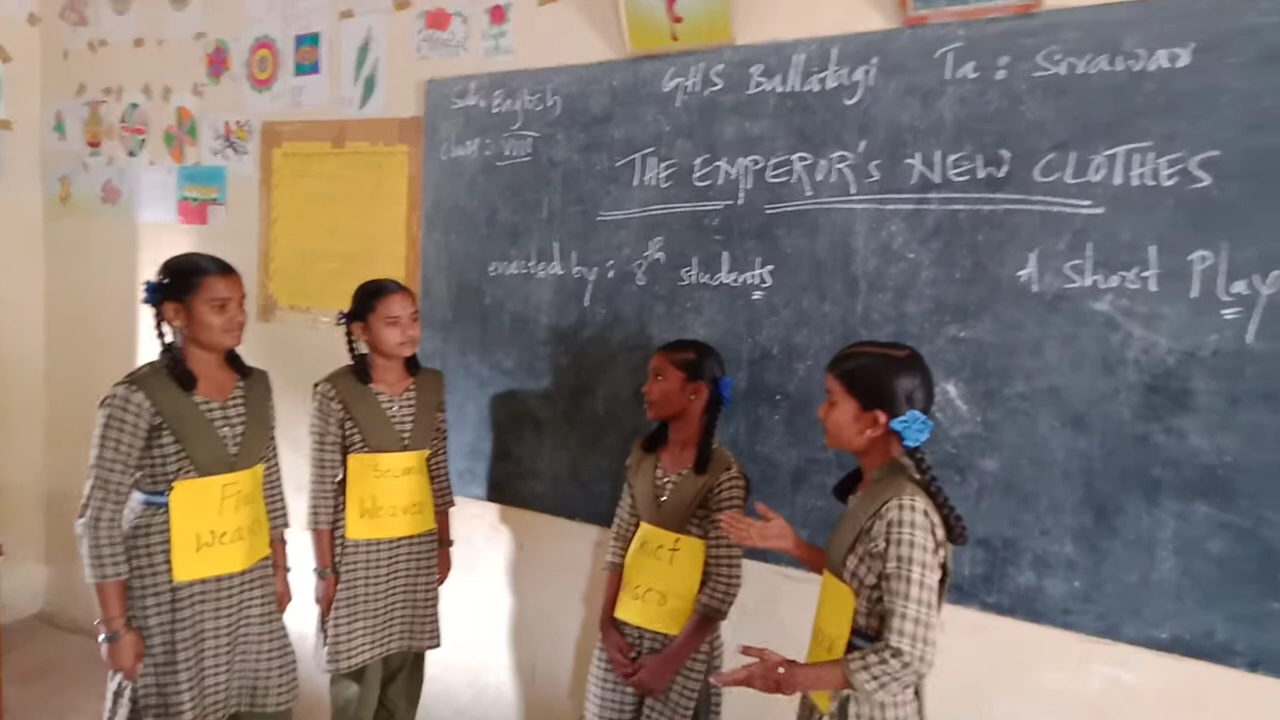 Sub: English
GHS Ballatagi Ta: Sirawar
Class: VIII
THE EMPEROR'S NEW CLOTHES
enacted by: 8th students
A Short Play
First
Weaver
Second
Weaver